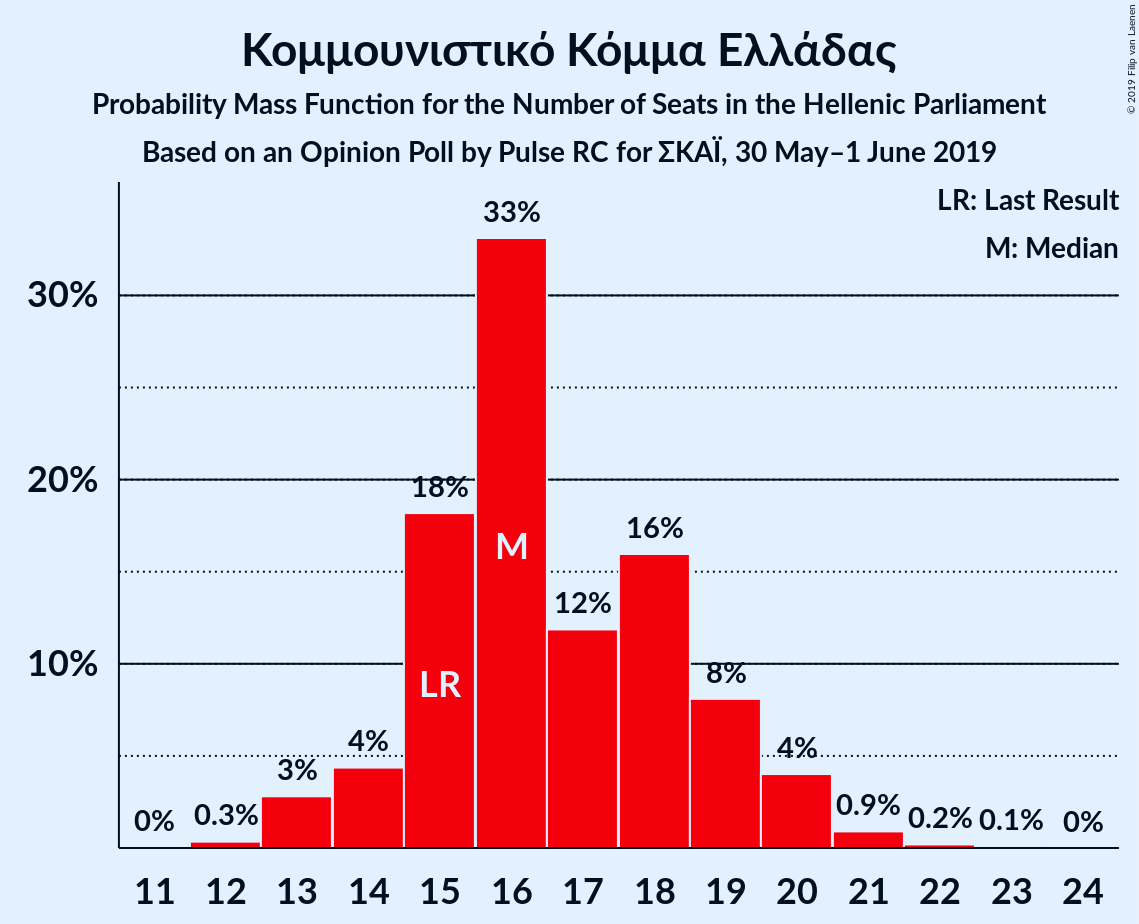 Κομμουνιστικό Κόμμα Ελλάδας
Probability Mass Function for the Number of Seats in the Hellenic Parliament
Based on an Opinion Poll by Pulse RC for ΣΚΑΪ, 30 May–1 June 2019
© 2019 Filip van Laenen
LR: Last Result
M: Median
33%
30%
20%
18%
16%
M
12%
10%
8%
LR
4%
4%
3%
0.9%
0.3%
0.2%
0.1%
0%
0%
11 12 13 14 15 16 17 18 19 20 21 22 23 24